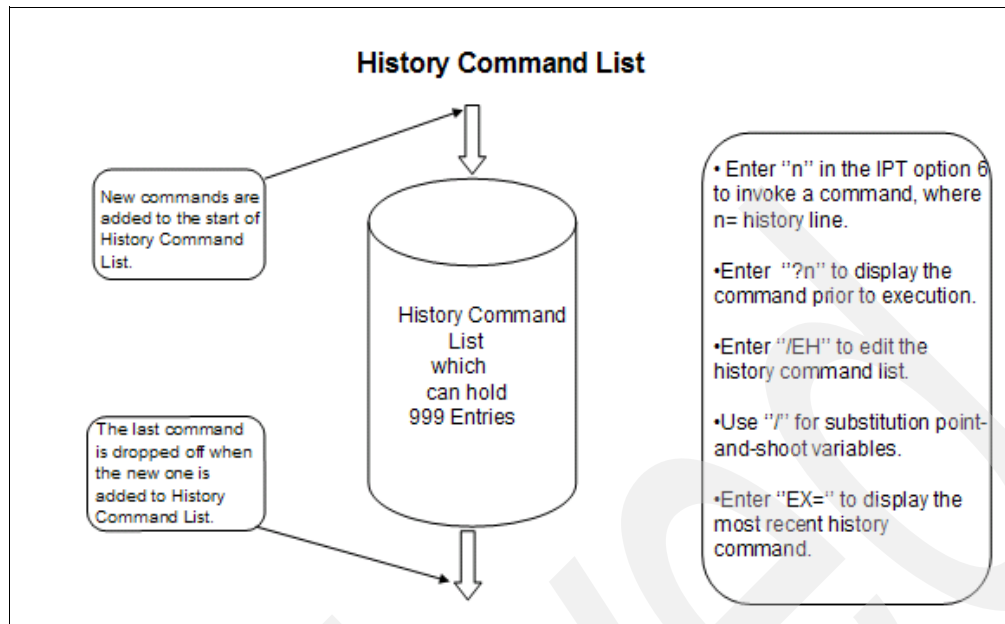 History Command List
New commands are
added to the start of
History Command
List.
History Command
List
which
can hold
999 Entries
The last command
is dropped off when
the new one is
added to History
Command List.
• Enter ‘‘n’’ in the IPT option 6
to invoke a command, where
n= history line.
•Enter ‘‘?n’’ to display the
command prior to execution.
•Enter ‘‘/EH’’ to edit the
history command list.
•Use ‘‘/’’ for substitution point-
and-shoot variables.
•Enter ‘‘EX=’’ to display the
most recent history
command.